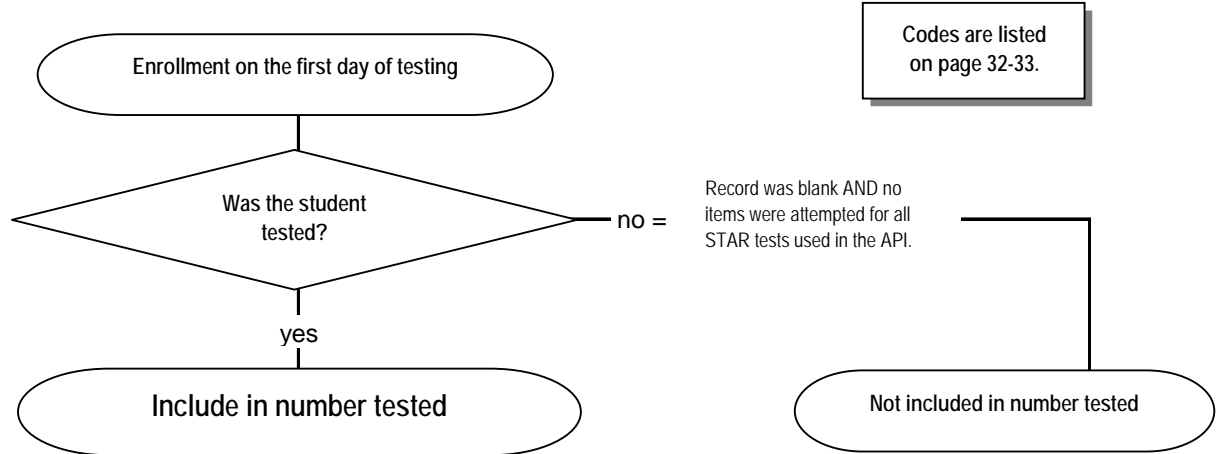 Codes are listed
on page 32-33.
Enrollment on the first day of testing
Was the student
tested?
no =
Record was blank AND no
items were attempted for all
STAR tests used in the API.
yes
Include in number tested
Not included in number tested